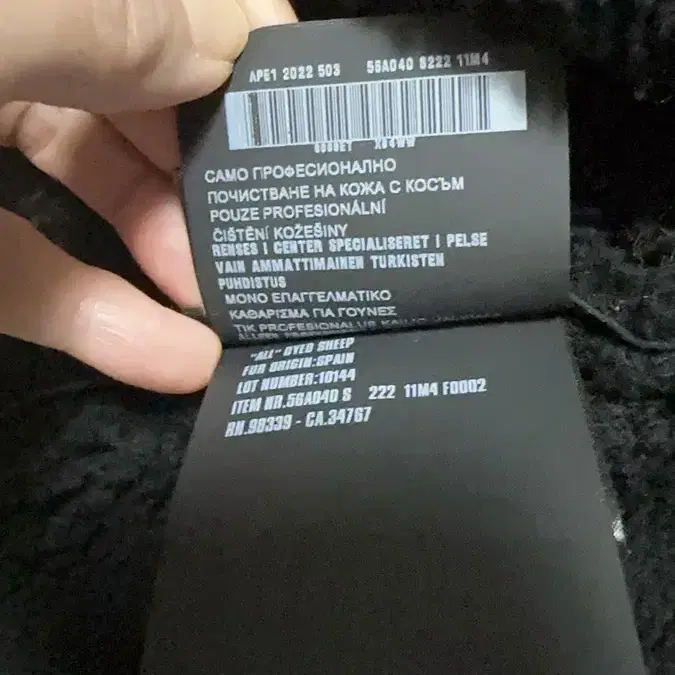 APE1 2022 503 56A040 S222 11M4
САМО ПРОФЕСИОНАЛНО
ПОЧИСТВАНЕ НА КОЖА С КОСЪМ
POUZE PROFESIONÁLNÍ
ČIŠTĚNÍ KOŽEŠINY
RENSES I CENTER SPECIALISERET I PELSE
VAIN AMMATTIMAINEN TURKISTEN
PUHDISTUS
ΜΟΝΟ ΕΠΑΓΓΕΛΜΑΤΙΚΟ
ΚΑΘΑΡΙΣΜΑ ΓΙΑ ΓΟΥΝΕΣ
TIK PROFESIONALUS
"ALL" DYED SHEEP
FUR ORIGIN:SPAIN
LOT NUMBER:10144
ITEM NR.56A040 S 222 11M4 F0002
RN.98339 - CA.34767